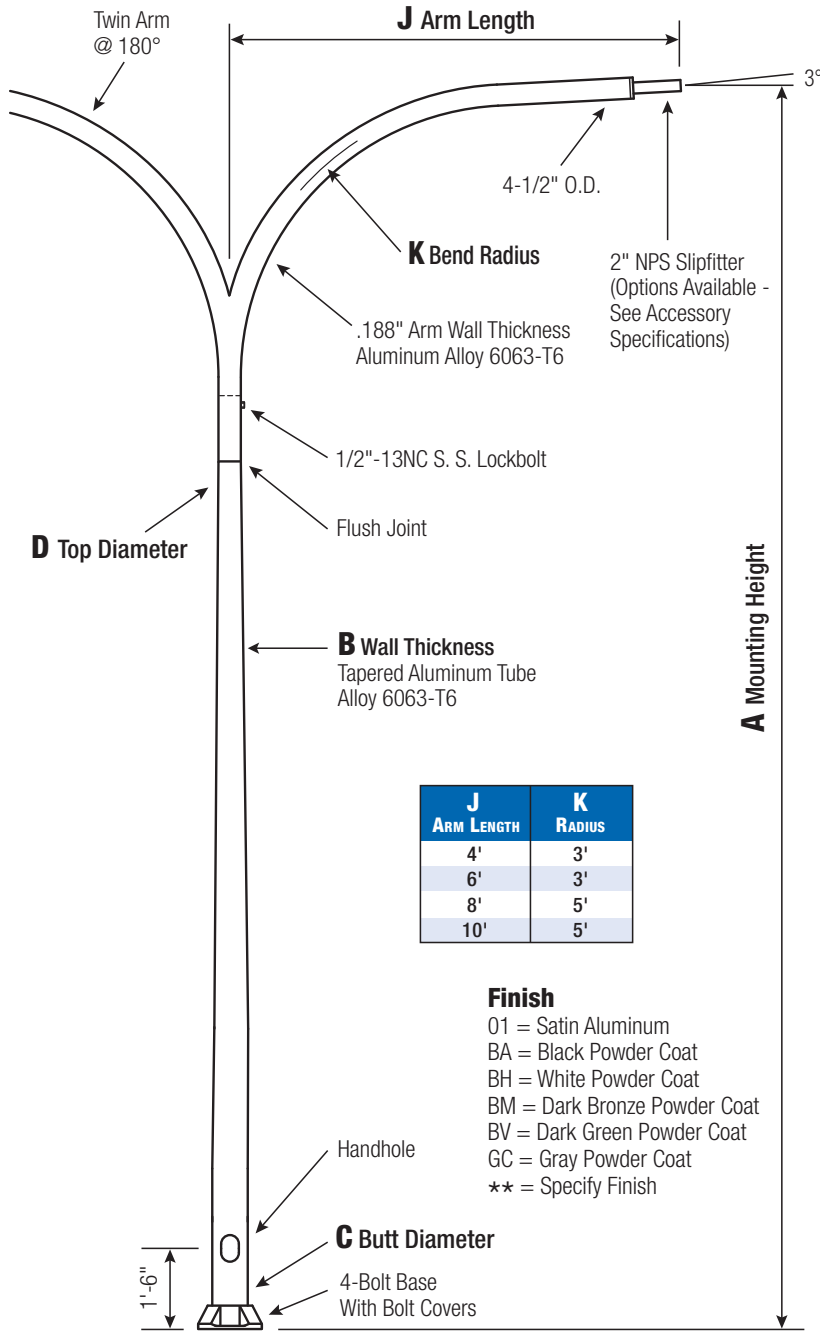 Twin Arm
@ 180°
J Arm Length
3°
4-1/2" O.D.
K Bend Radius
2" NPS Slipfitter
(Options Available -
See Accessory
Specifications)
.188" Arm Wall Thickness
Aluminum Alloy 6063-T6
1/2"-13NC S. S. Lockbolt
Flush Joint
D Top Diameter
A Mounting Height
B Wall Thickness
Tapered Aluminum Tube
Alloy 6063-T6
J K
ARM LENGTH RADIUS
4' 3'
6' 3'
8' 5'
10' 5'
Finish
01 = Satin Aluminum
BA = Black Powder Coat
BH = White Powder Coat
BM = Dark Bronze Powder Coat
BV = Dark Green Powder Coat
GC = Gray Powder Coat
** = Specify Finish
Handhole
C Butt Diameter
1'-6"
4-Bolt Base
With Bolt Covers